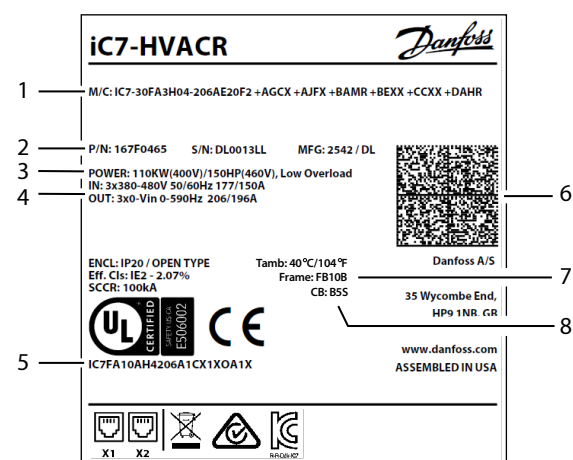 iC7-HVACR
Danfoss
1
M/C: IC7-30FA3H04-206AE20F2 +AGCX +AJFX +BAMR +BEXX +CCXX +DAHR
2
P/N: 167F0465 S/N: DL0013LL MFG: 2542 / DL
3
POWER: 110KW(400V)/150HP(460V), Low Overload
IN: 3x380-480V 50/60Hz 177/150A
4
OUT: 3x0-Vin 0-590Hz 206/196A
6
ENCL: IP20 / OPEN TYPE
Eff. Cls: IE2 - 2.07%
SCCR: 100kA
Tamb: 40°C/104°F
Frame: FB10B
CB: B5S
Danfoss A/S
7
35 Wycombe End,
HP9 1NB, GB
8
UL
CERTIFIED
SAFETY US-CA
E506002
CE
www.danfoss.com
ASSEMBLED IN USA
5
IC7FA10AH4206A1CX1XOA1X
X1
X2